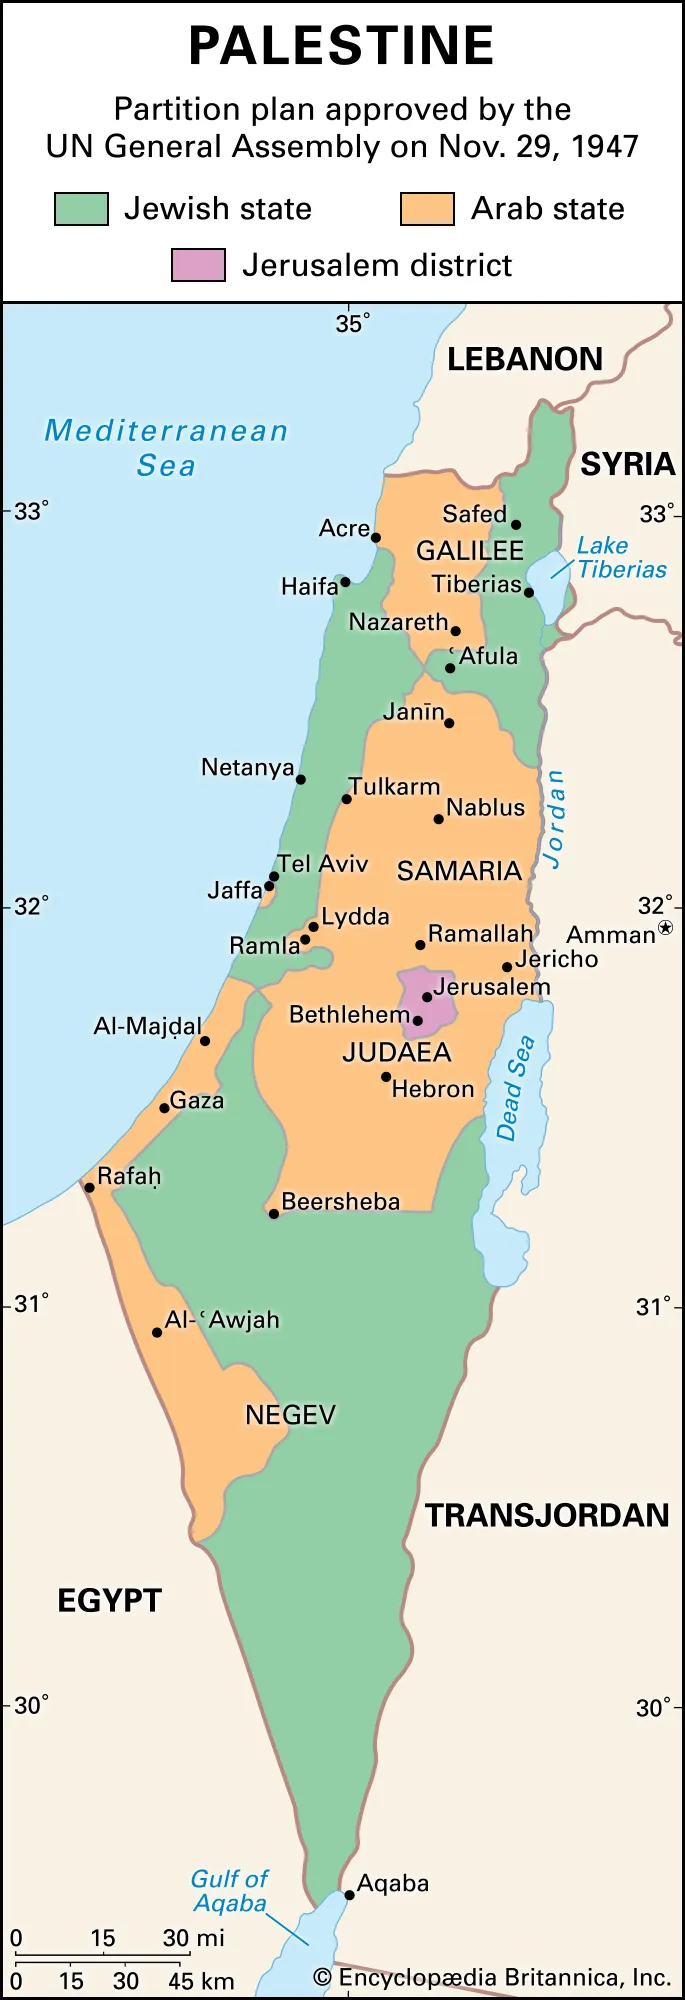 PALESTINE
Partition plan approved by the
UN General Assembly on Nov. 29, 1947
Jewish state
Arab state
Jerusalem district
35°
LEBANON
Mediterranean
Sea
SYRIA
33°
33°
Safed
Acre
GALILEE
Lake
Tiberias
Haifa
Tiberias
Nazareth
ʿAfula
Janīn
Netanya
Tulkarm
Nablus
Jordan
Tel Aviv
SAMARIA
Jaffa
32°
32°
Lydda
Ramallah
Amman
Ramla
Jericho
Jerusalem
Bethlehem
Al-Majḍal
JUDAEA
Dead Sea
Hebron
Gaza
Rafaḥ
Beersheba
31°
31°
Al-ʿAwjah
NEGEV
TRANSJORDAN
EGYPT
30°
30°
Gulf of
Aqaba
Aqaba
0 15 30 mi
0 15 30 45 km
© Encyclopædia Britannica, Inc.